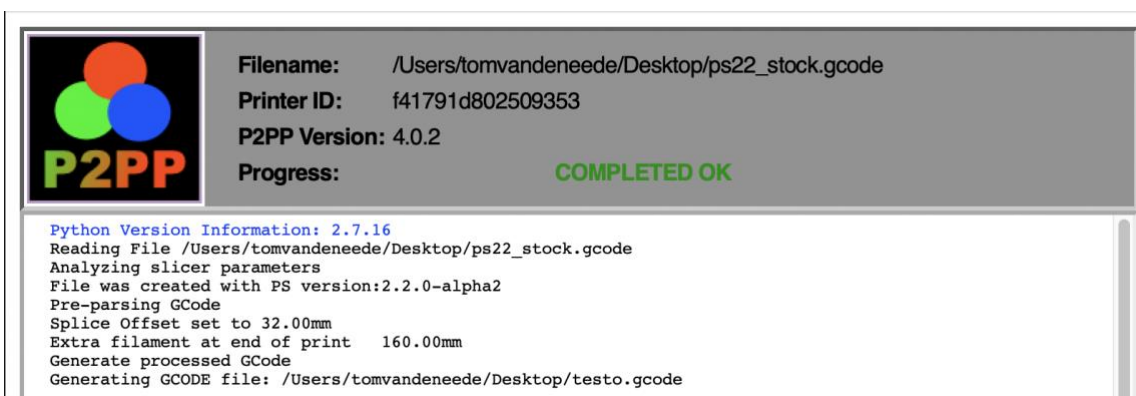 P2PP
Filename: /Users/tomvandeneede/Desktop/ps22_stock.gcode
Printer ID: f41791d802509353
P2PP Version: 4.0.2
Progress: COMPLETED OK
Python Version Information: 2.7.16
Reading File /Users/tomvandeneede/Desktop/ps22_stock.gcode
Analyzing slicer parameters
File was created with PS version:2.2.0-alpha2
Pre-parsing GCode
Splice Offset set to 32.00mm
Extra filament at end of print   160.00mm
Generate processed GCode
Generating GCODE file: /Users/tomvandeneede/Desktop/testo.gcode